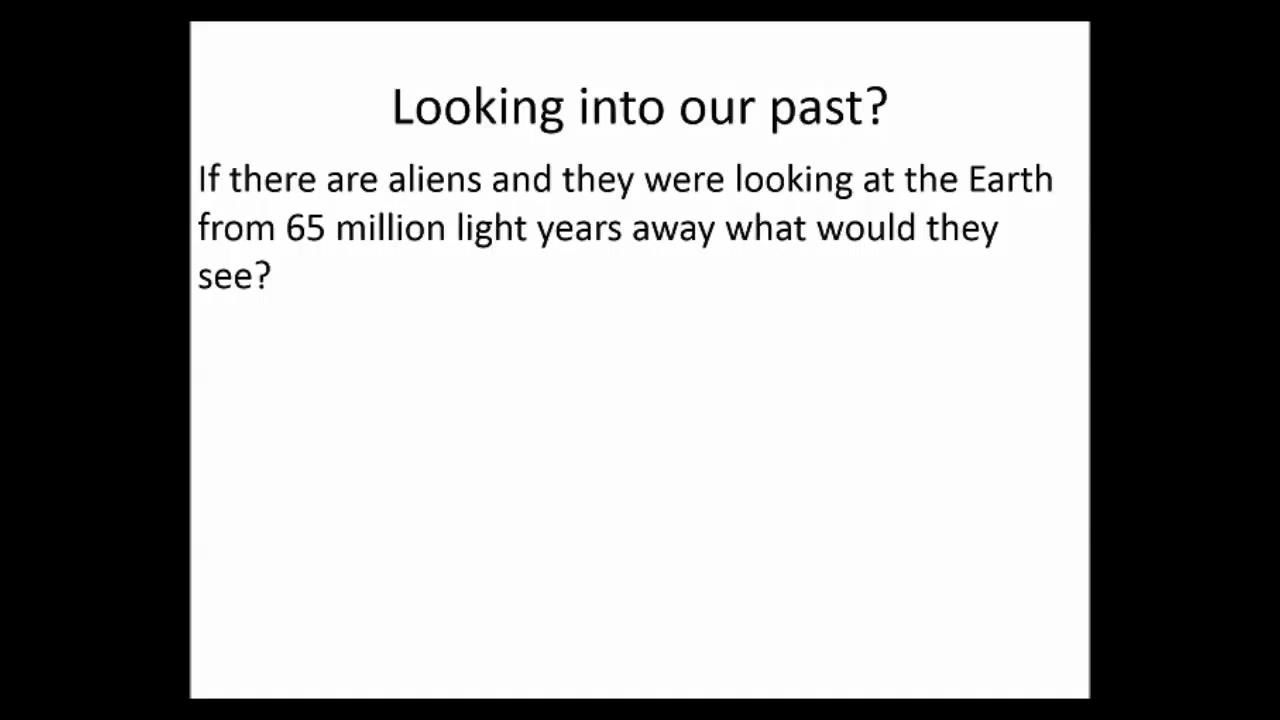 Looking into our past?
If there are aliens and they were looking at the Earth
from 65 million light years away what would they
see?